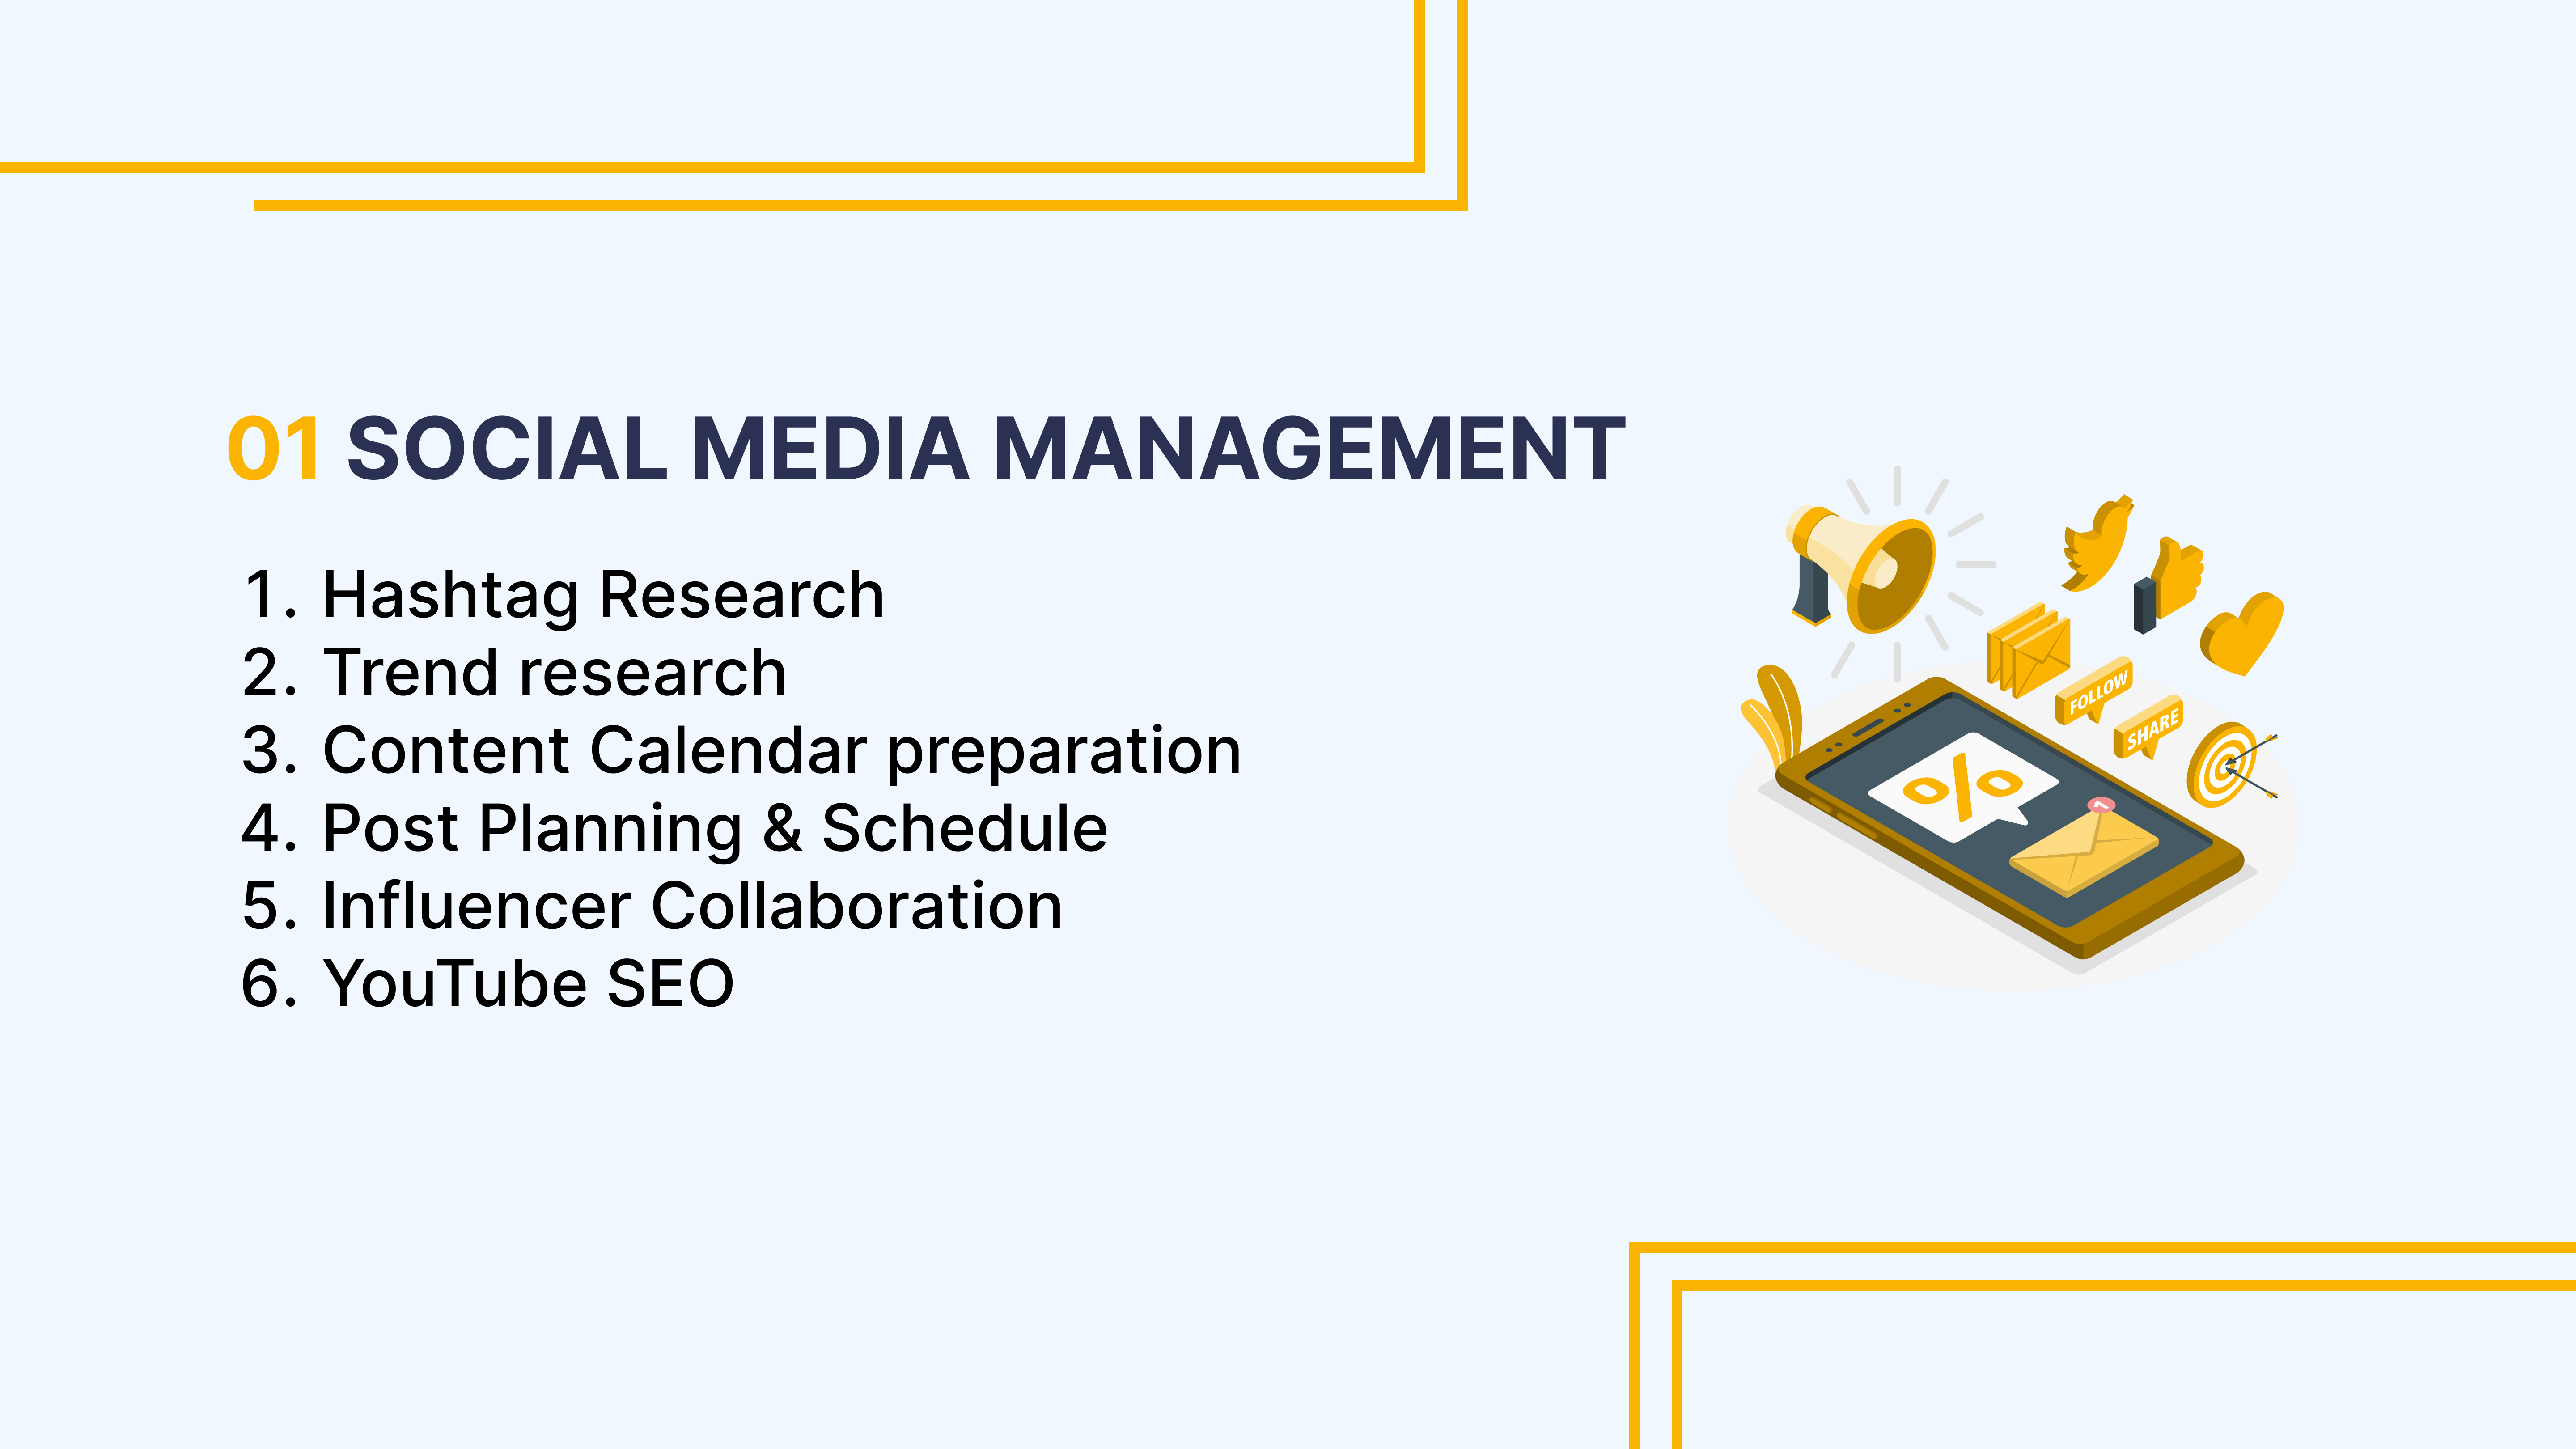 01 SOCIAL MEDIA MANAGEMENT
1. Hashtag Research
2. Trend research
3. Content Calendar preparation
4. Post Planning & Schedule
5. Influencer Collaboration
6. YouTube SEO
FOLLOW
SHARE
%
1